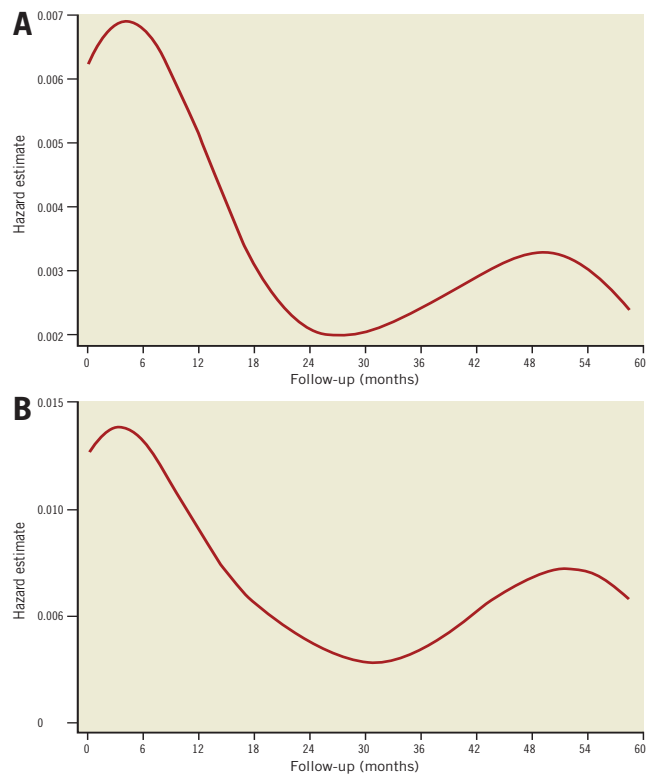 A
0.007
0.006
0.005
0.004
0.003
0.002
Hazard estimate
0 6 12 18 24 30 36 42 48 54 60
Follow-up (months)
B
0.015
0.010
0.006
0
Hazard estimate
0 6 12 18 24 30 36 42 48 54 60
Follow-up (months)